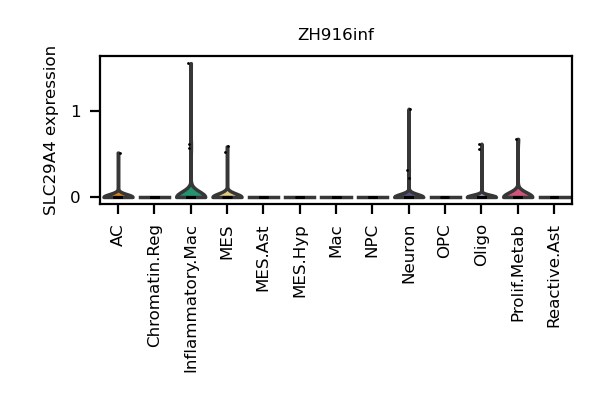 ZH916inf
SLC29A4 expression
1
0
AC
Chromatin.Reg
Inflammatory.Mac
MES
MES.Ast
MES.Hyp
Mac
NPC
Neuron
OPC
Oligo
Prolif.Metab
Reactive.Ast